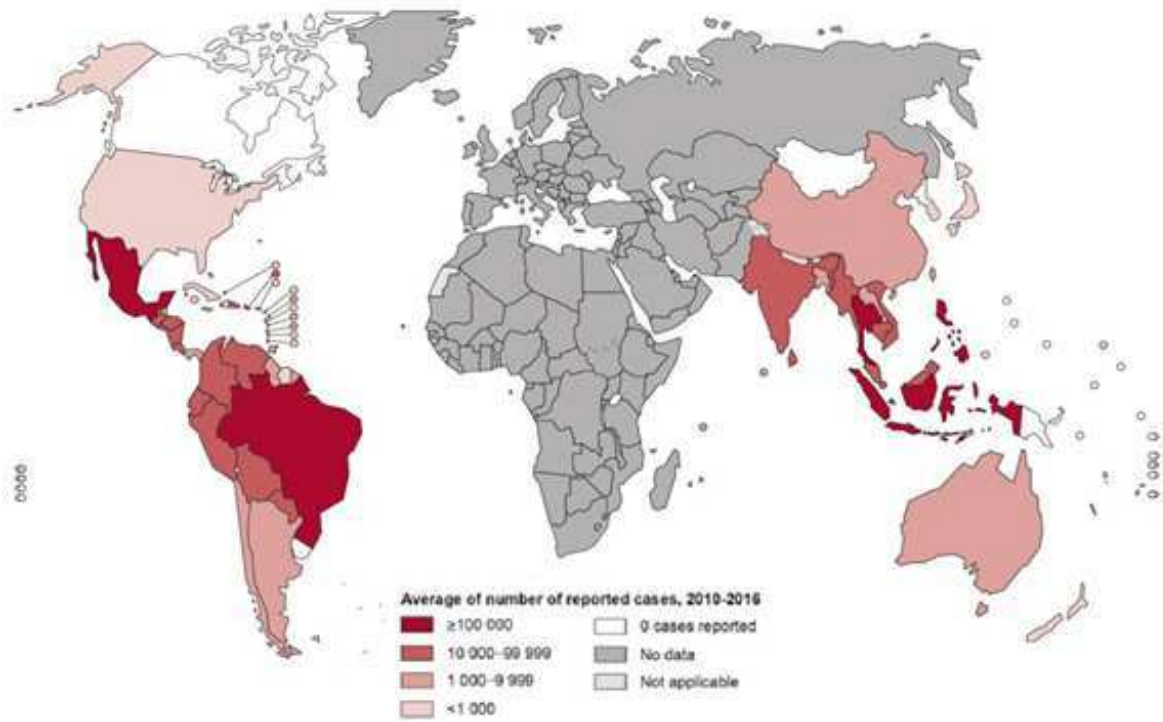 Average of number of reported cases, 2010-2016
≥100 000
10 000–99 999
1 000–9 999
<1 000
0 cases reported
No data
Not applicable